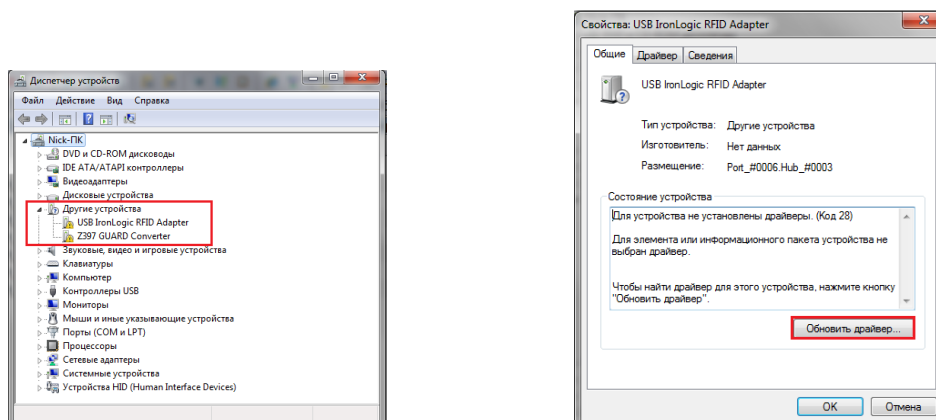 Диспетчер устройств
Файл Действие Вид Справка
Nick-ПК
DVD и CD-ROM дисководы
IDE ATA/ATAPI контроллеры
Видеоадаптеры
Дисковые устройства
Другие устройства
USB IronLogic RFID Adapter
Z397 GUARD Converter
Звуковые, видео и игровые устройства
Клавиатуры
Компьютер
Контроллеры USB
Мониторы
Мыши и иные указывающие устройства
Порты (COM и LPT)
Процессоры
Сетевые адаптеры
Системные устройства
Устройства HID (Human Interface Devices)
Свойства: USB IronLogic RFID Adapter
Общие Драйвер Сведения
USB IronLogic RFID Adapter
Тип устройства: Другие устройства
Изготовитель: Нет данных
Размещение: Port_#0006.Hub_#0003
Состояние устройства
Для устройства не установлены драйверы. (Код 28)
Для элемента или информационного пакета устройства не
выбран драйвер.
Чтобы найти драйвер для этого устройства, нажмите кнопку
"Обновить драйвер".
Обновить драйвер...
OK Отмена